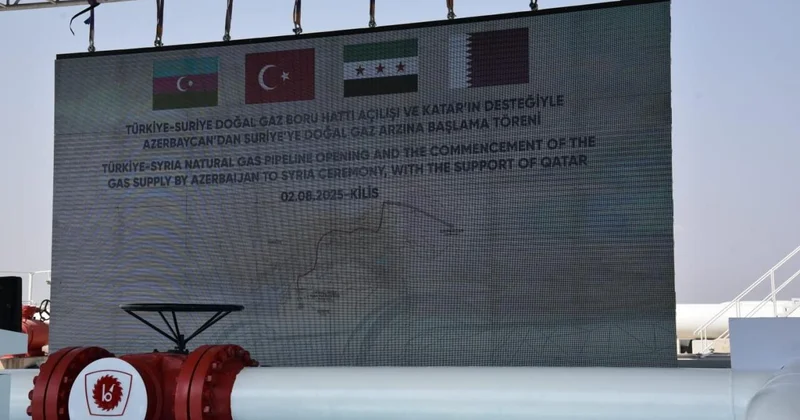 TÜRKİYE-SURİYE DOĞAL GAZ BORU HATTI AÇILIŞI VE KATAR'IN DESTEĞİYLE
AZERBAYCAN'DAN SURİYE'YE DOĞAL GAZ ARZINA BAŞLAMA TÖRENİ
TÜRKİYE-SYRIA NATURAL GAS PIPELINE OPENING AND THE COMMENCEMENT OF THE
GAS SUPPLY BY AZERBAIJAN TO SYRIA CEREMONY, WITH THE SUPPORT OF QATAR
02.08.2025-KİLİS